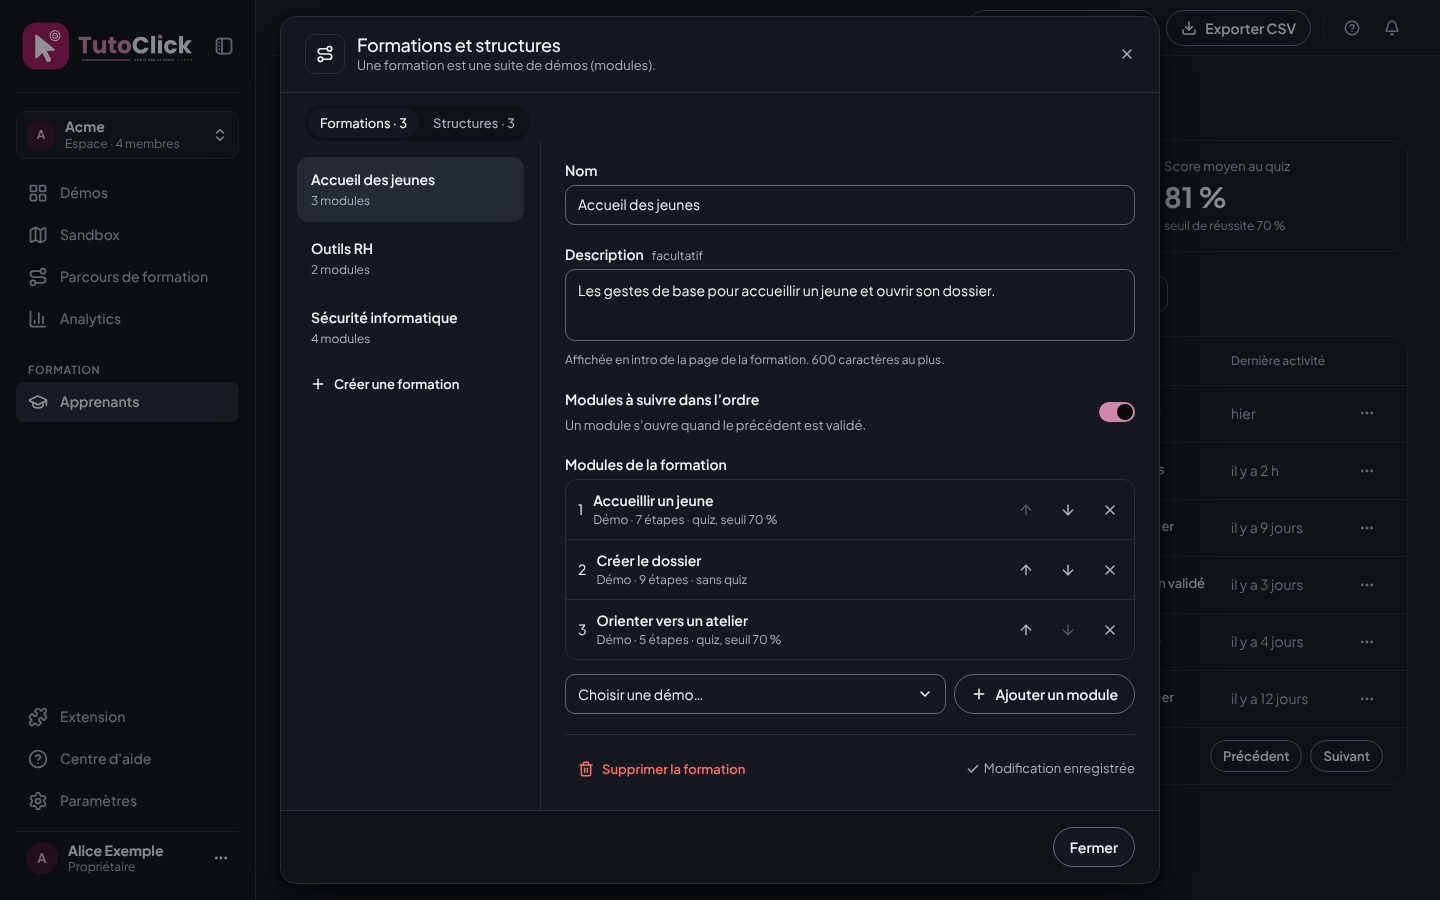 TutoClick
Acme
Espace · 4 membres
Démos
Sandbox
Parcours de formation
Analytics
FORMATION
Apprenants
Extension
Centre d'aide
Paramètres
Alice Exemple
Propriétaire
Formations et structures
Une formation est une suite de démos (modules).
Formations · 3
Structures · 3
Accueil des jeunes
3 modules
Outils RH
2 modules
Sécurité informatique
4 modules
Créer une formation
Nom
Accueil des jeunes
Description facultatif
Les gestes de base pour accueillir un jeune et ouvrir son dossier.
Affichée en intro de la page de la formation. 600 caractères au plus.
Modules à suivre dans l’ordre
Un module s’ouvre quand le précédent est validé.
Modules de la formation
1 Accueillir un jeune
Démo · 7 étapes · quiz, seuil 70 %
2 Créer le dossier
Démo · 9 étapes · sans quiz
3 Orienter vers un atelier
Démo · 5 étapes · quiz, seuil 70 %
Choisir une démo…
Ajouter un module
Supprimer la formation
Modification enregistrée
Fermer
Exporter CSV
Score moyen au quiz
81 %
seuil de réussite 70 %
Dernière activité
hier
il y a 2 h
il y a 9 jours
validé
il y a 3 jours
il y a 4 jours
il y a 12 jours
Précédent
Suivant